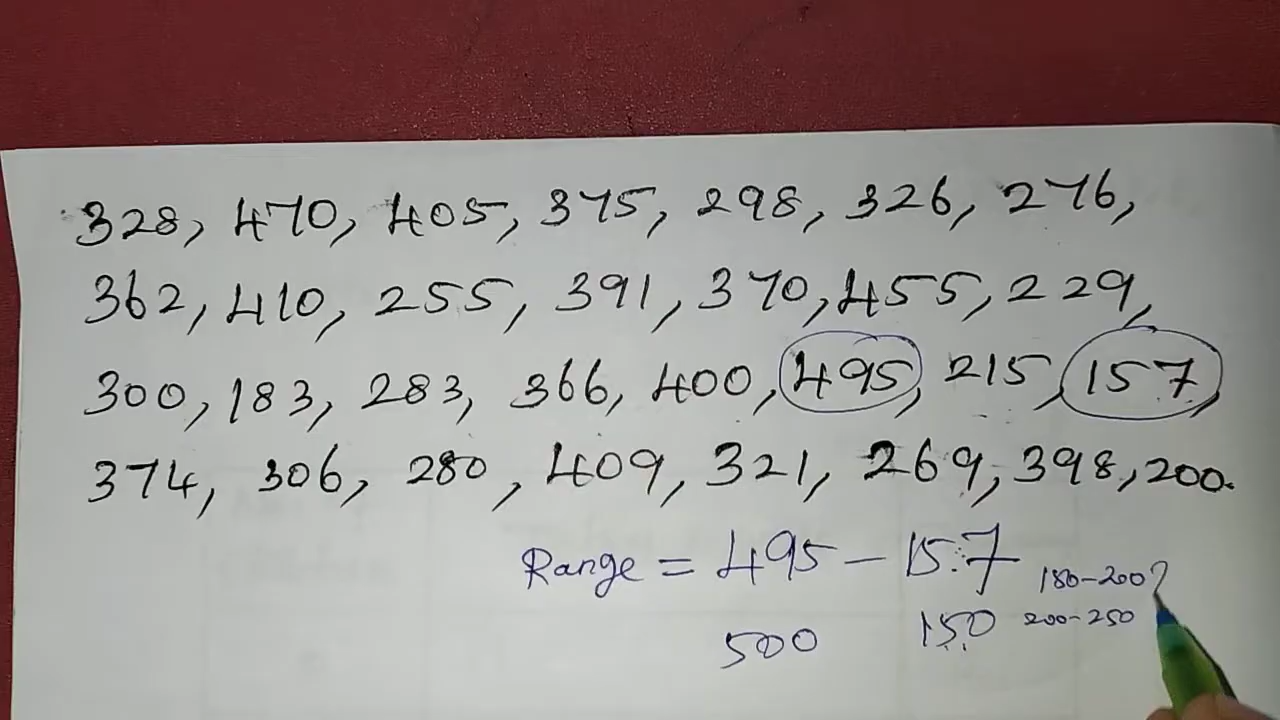 328, 470, 405, 375, 298, 326, 276,
362, 410, 255, 391, 370, 455, 229,
300, 183, 283, 366, 400, 495, 215, 157,
374, 306, 280, 409, 321, 269, 398, 200.
Range = 495 - 157
180-200?
500 150 200-250